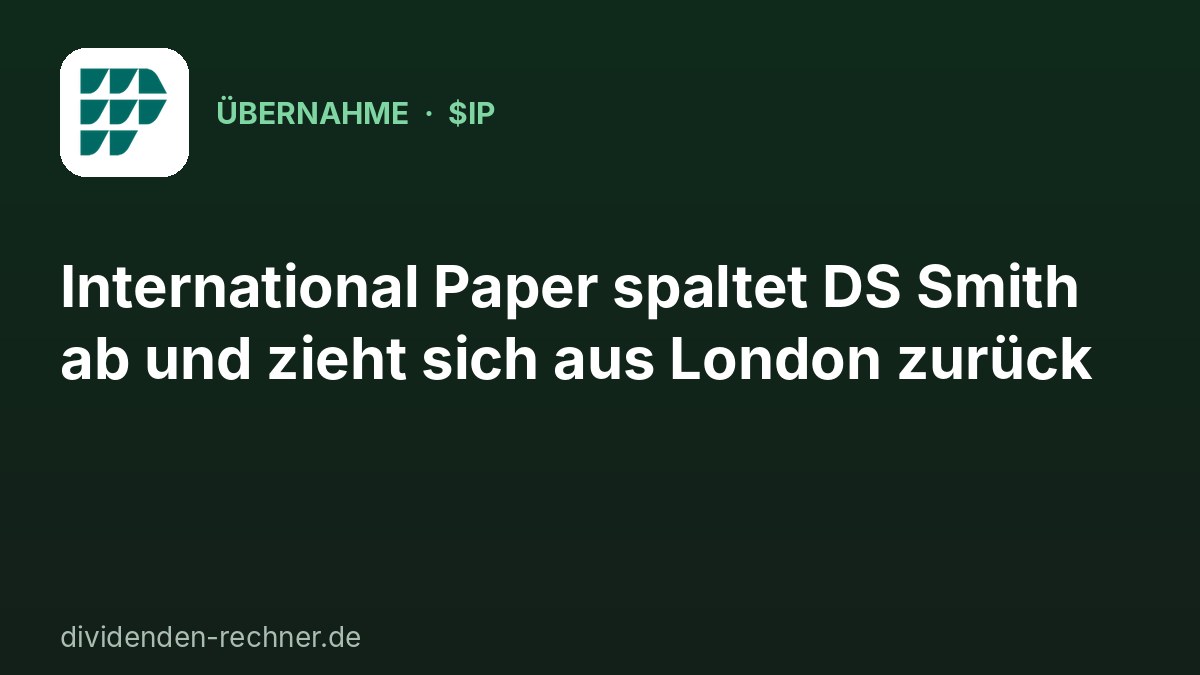 ÜBERNAHME · $IP
International Paper spaltet DS Smith
ab und zieht sich aus London zurück
dividenden-rechner.de